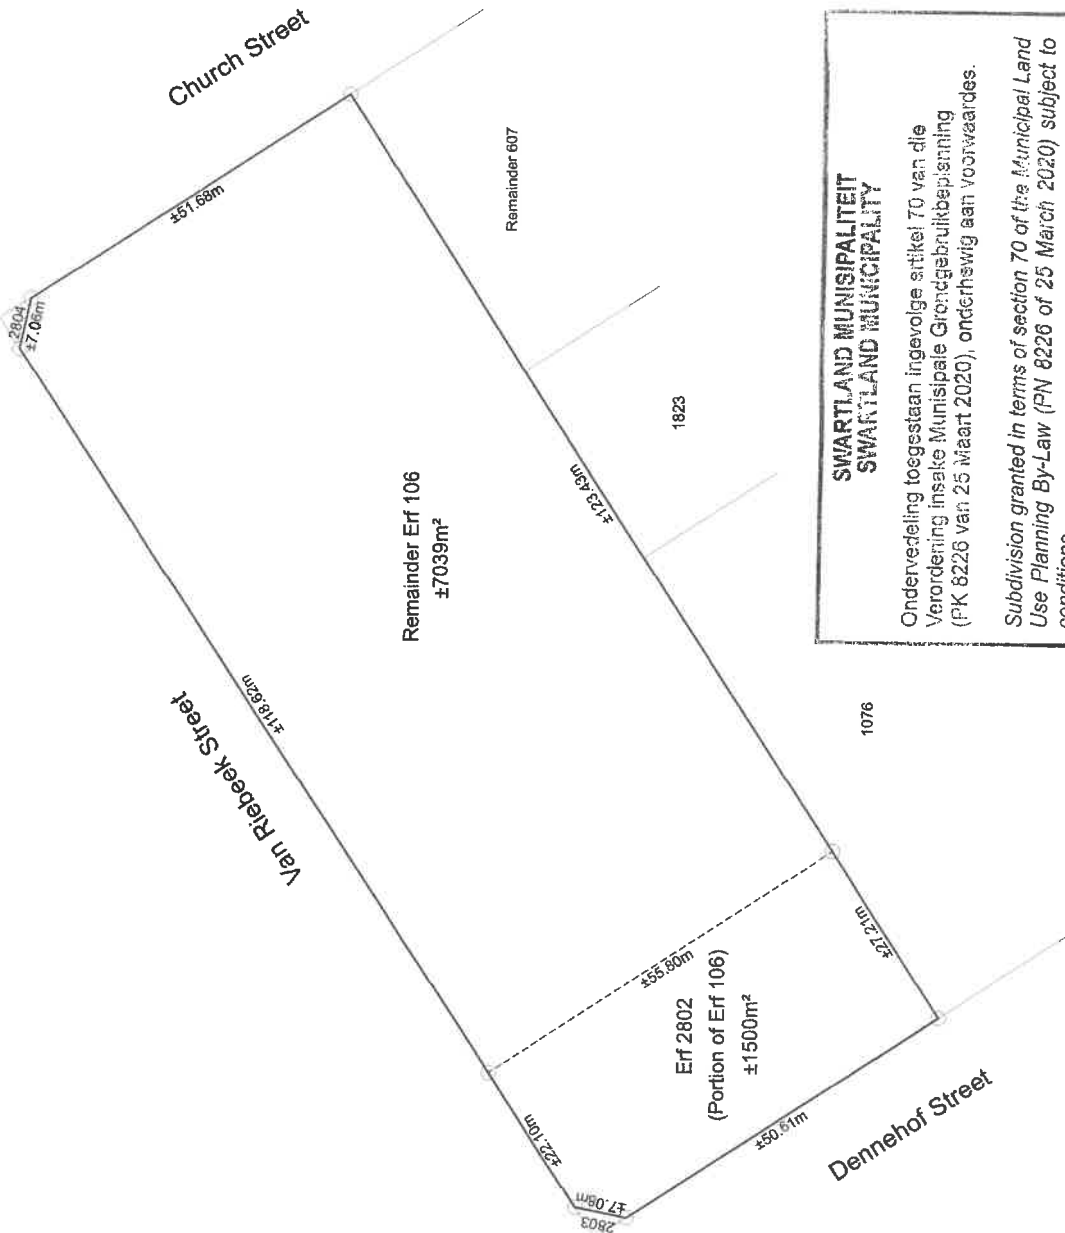 Church Street
±51.68m
2804
±7.06m
Remainder 607
Remainder Erf 106
±7039m²
1823
±123.43m
±118.62m
Van Riebeek Street
1076
±55.80m
±27.21m
Erf 2802
(Portion of Erf 106)
±1500m²
±22.10m
±50.61m
±7.08m
2803
Dennehof Street
SWARTLAND MUNISIPALITEIT
SWARTLAND MUNICIPALITY
Ondervedeling toegestaan ingevolge artikel 70 van die
Verordening insake Munisipale Grondgebruikbeplanning
(PK 8226 van 25 Maart 2020), onderhewig aan voorwaardes.
Subdivision granted in terms of section 70 of the Municipal Land
Use Planning By-Law (PN 8226 of 25 March 2020) subject to
conditions